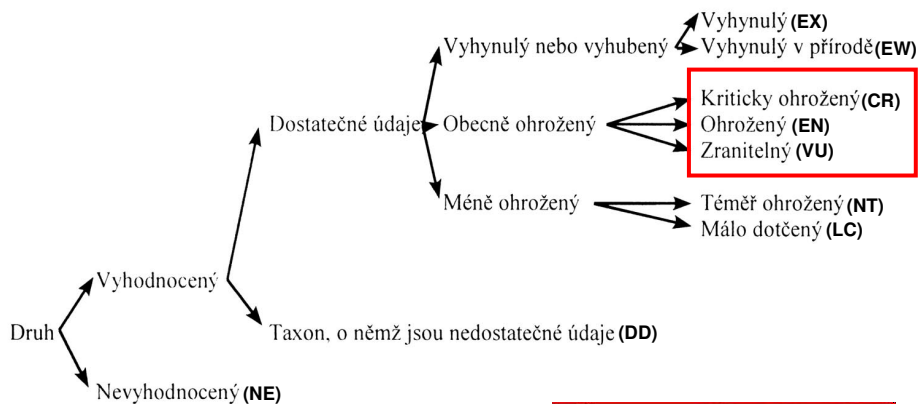 Vyhynulý (EX)
Vyhynulý nebo vyhubený
Vyhynulý v přírodě (EW)
Kriticky ohrožený (CR)
Dostatečné údaje
Obecně ohrožený
Ohrožený (EN)
Zranitelný (VU)
Méně ohrožený
Téměř ohrožený (NT)
Málo dotčený (LC)
Vyhodnocený
Druh
Taxon, o němž jsou nedostatečné údaje (DD)
Nevyhodnocený (NE)